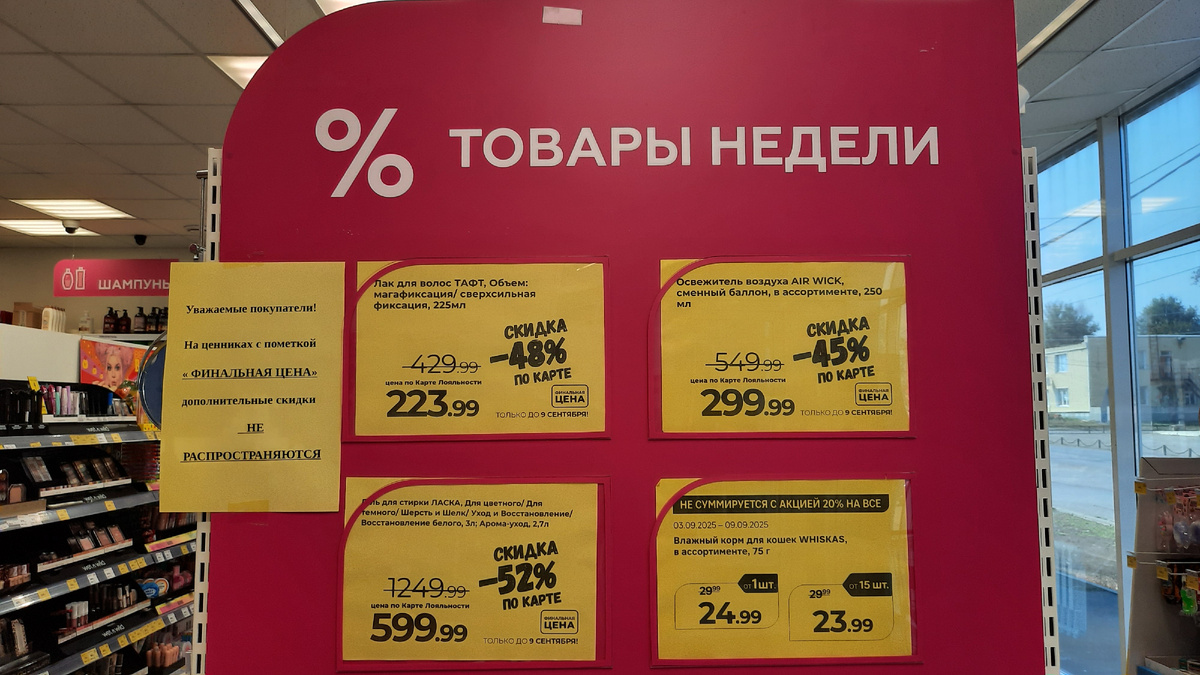 % ТОВАРЫ НЕДЕЛИ
ШАМПУНЬ
Уважаемые покупатели!
На ценниках с пометкой
« ФИНАЛЬНАЯ ЦЕНА»
дополнительные скидки
НЕ
РАСПРОСТРАНЯЮТСЯ
Лак для волос ТАФТ, Объем:
магафиксация/ сверхсильная
фиксация, 225мл
СКИДКА
429.99 -48%
цена по Карте Лояльности ПО КАРТЕ
223.99
ФИНАЛЬНАЯ
ЦЕНА
ТОЛЬКО ДО 9 СЕНТЯБРЯ!
Освежитель воздуха AIR WICK,
сменный баллон, в ассортименте, 250
мл
СКИДКА
549.99 -45%
цена по Карте Лояльности ПО КАРТЕ
299.99
ФИНАЛЬНАЯ
ЦЕНА
ТОЛЬКО ДО 9 СЕНТЯБРЯ!
для стирки ЛАСКА, Для цветного/ Для
темного/ Шерсть и Шелк/ Уход и Восстановление/
Восстановление белого, 3л; Арома-уход, 2,7л
СКИДКА
1249.99 -52%
цена по Карте Лояльности ПО КАРТЕ
599.99
ФИНАЛЬНАЯ
ЦЕНА
ТОЛЬКО ДО 9 СЕНТЯБРЯ!
НЕ СУММИРУЕТСЯ С АКЦИЕЙ 20% НА ВСЕ
03.09.2025 – 09.09.2025
Влажный корм для кошек WHISKAS,
в ассортименте, 75 г
29.99 от 1 шт.
24.99
29.99 от 15 шт.
23.99